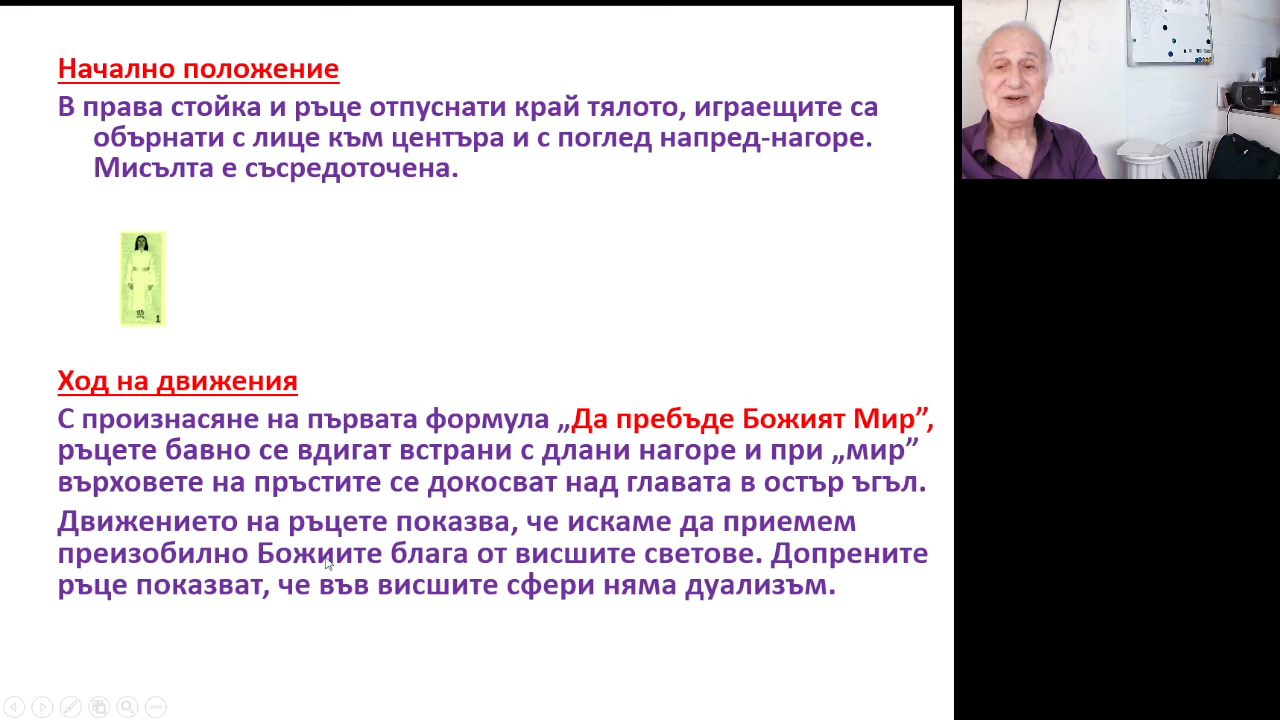 Начално положение
В права стойка и ръце отпуснати край тялото, играещите са
обърнати с лице към центъра и с поглед напред-нагоре.
Мисълта е съсредоточена.
1
Ход на движения
С произнасяне на първата формула „Да пребъде Божият Мир”,
ръцете бавно се вдигат встрани с длани нагоре и при „мир”
върховете на пръстите се докосват над главата в остър ъгъл.
Движението на ръцете показва, че искаме да приемем
преизобилно Божиите блага от висшите светове. Допрените
ръце показват, че във висшите сфери няма дуализъм.